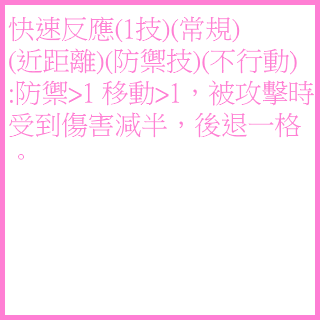 快速反應(1技)(常規)
(近距離)(防禦技)(不行動)
:防禦>1 移動>1，被攻擊時
受到傷害減半，後退一格
。